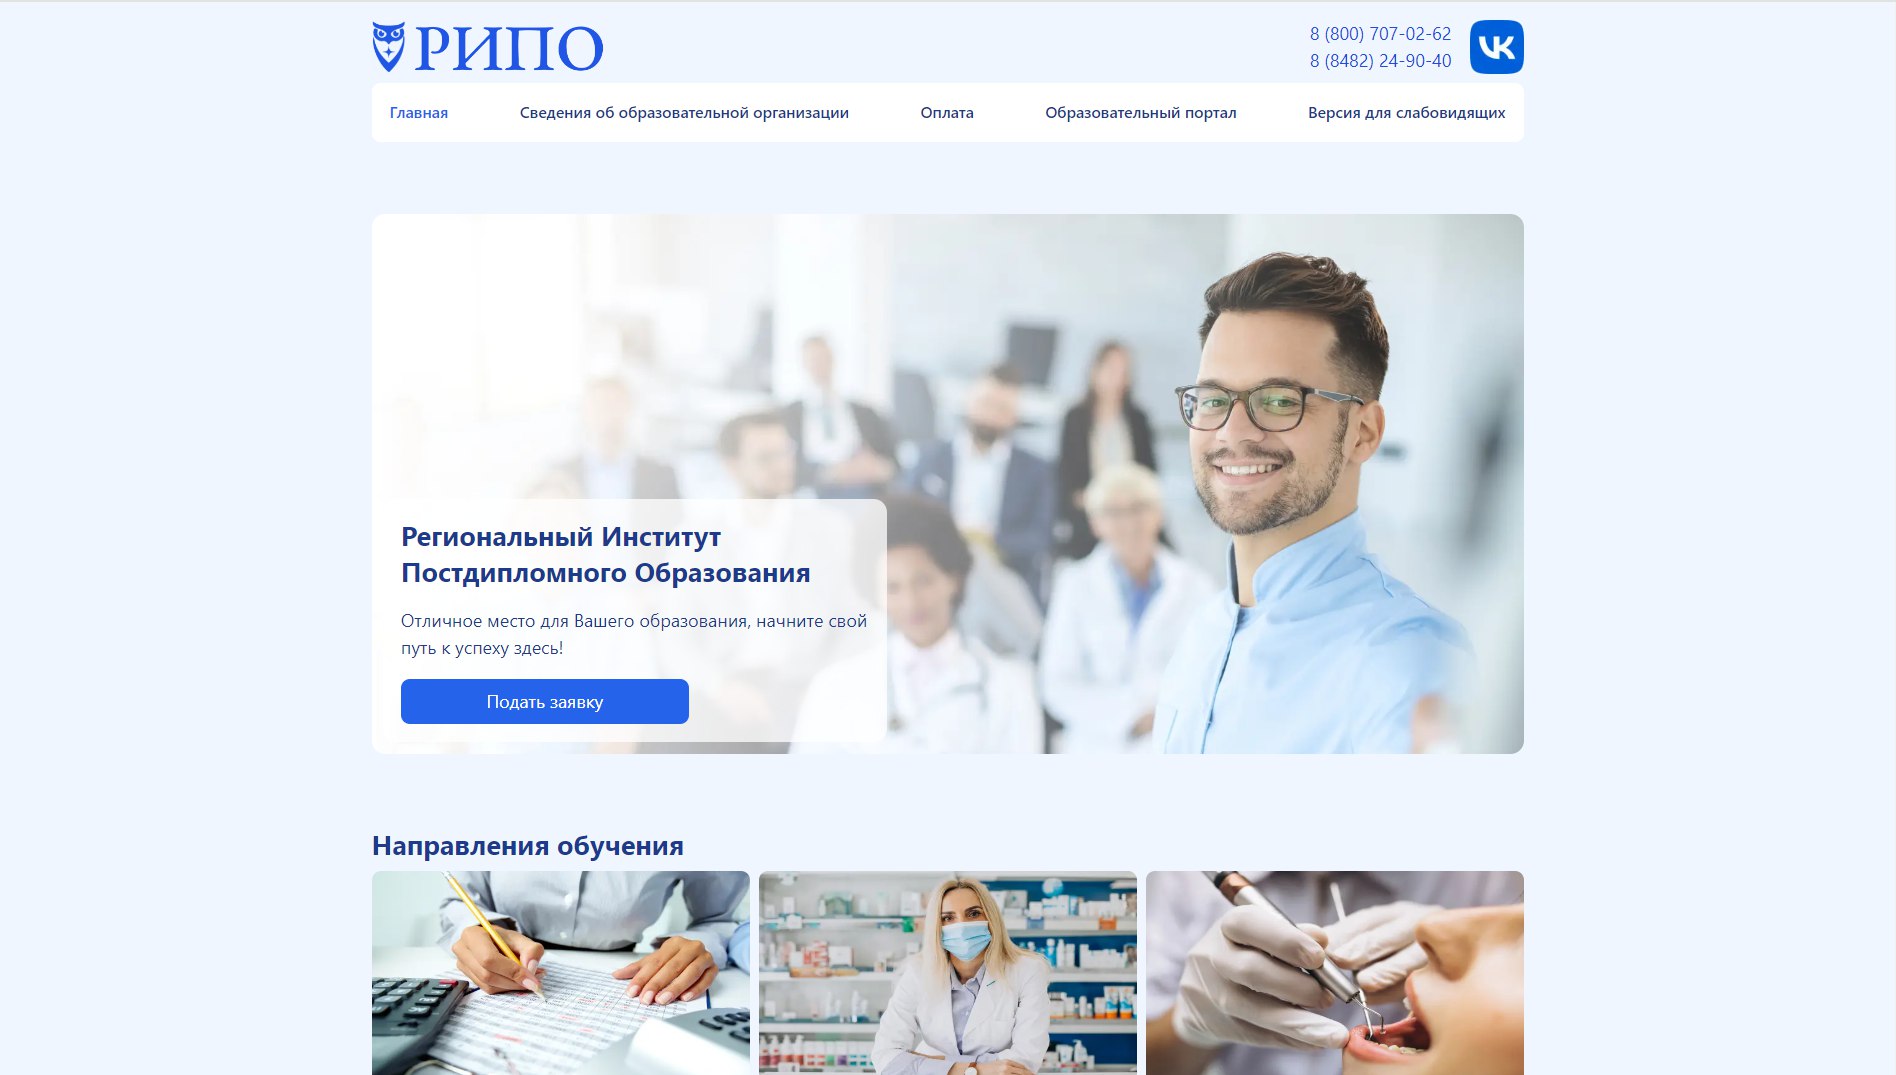 РИПО
8 (800) 707-02-62
8 (8482) 24-90-40
Главная Сведения об образовательной организации Оплата Образовательный портал Версия для слабовидящих
Региональный Институт
Постдипломного Образования
Отличное место для Вашего образования, начните свой
путь к успеху здесь!
Подать заявку
Направления обучения